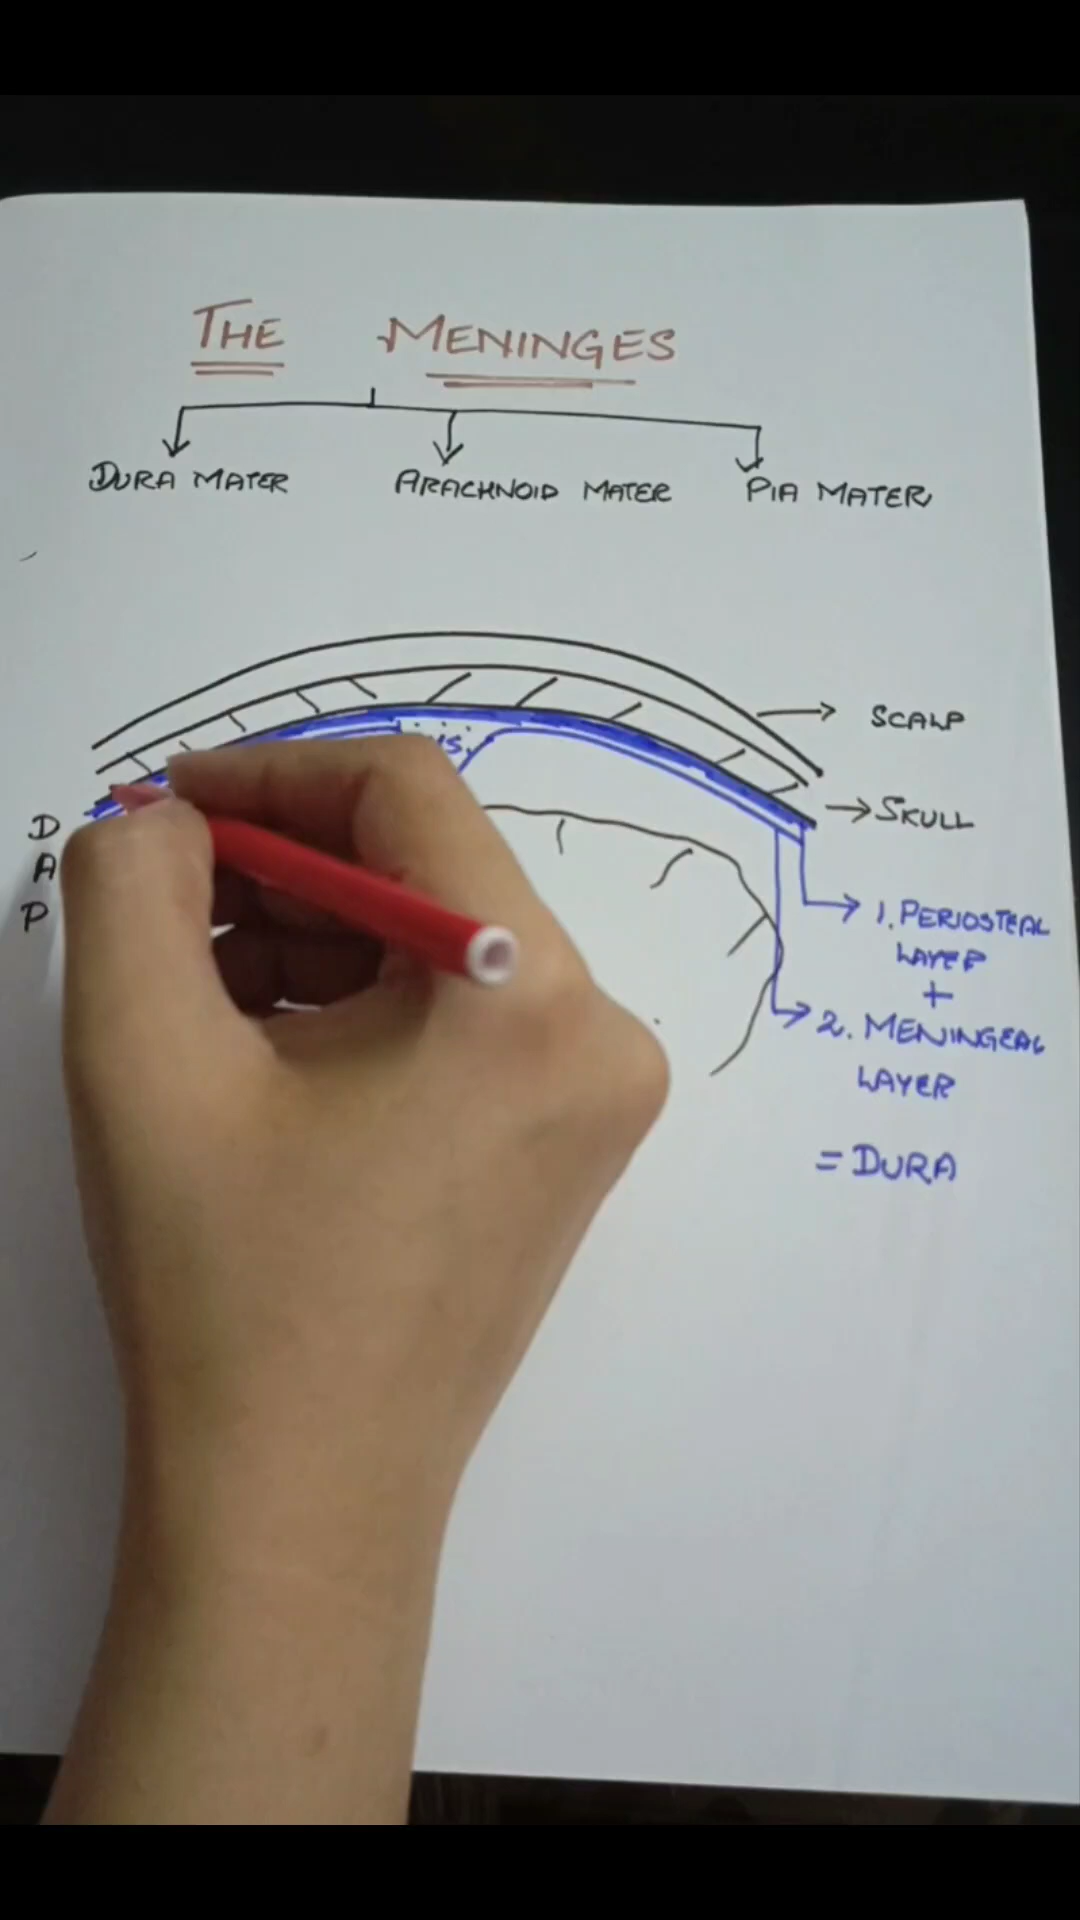 THE MENINGES
DURA MATER ARACHNOID MATER PIA MATER
SCALP
SKULL
D
A
P
1. PERIOSTEAL
LAYER
+
2. MENINGEAL
LAYER
= DURA